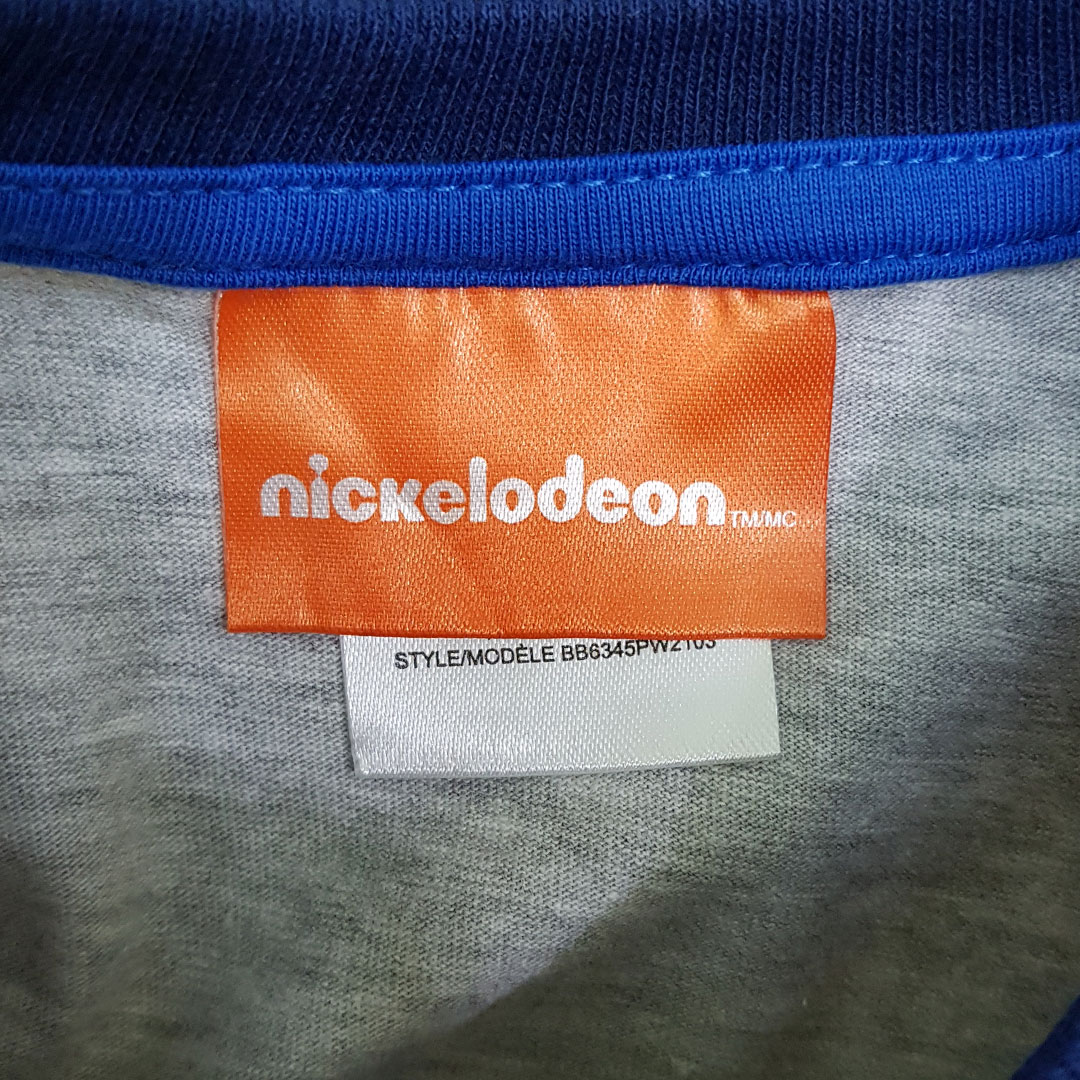 nickelodeon TM/MC
STYLE/MODÈLE BB6345PW2103